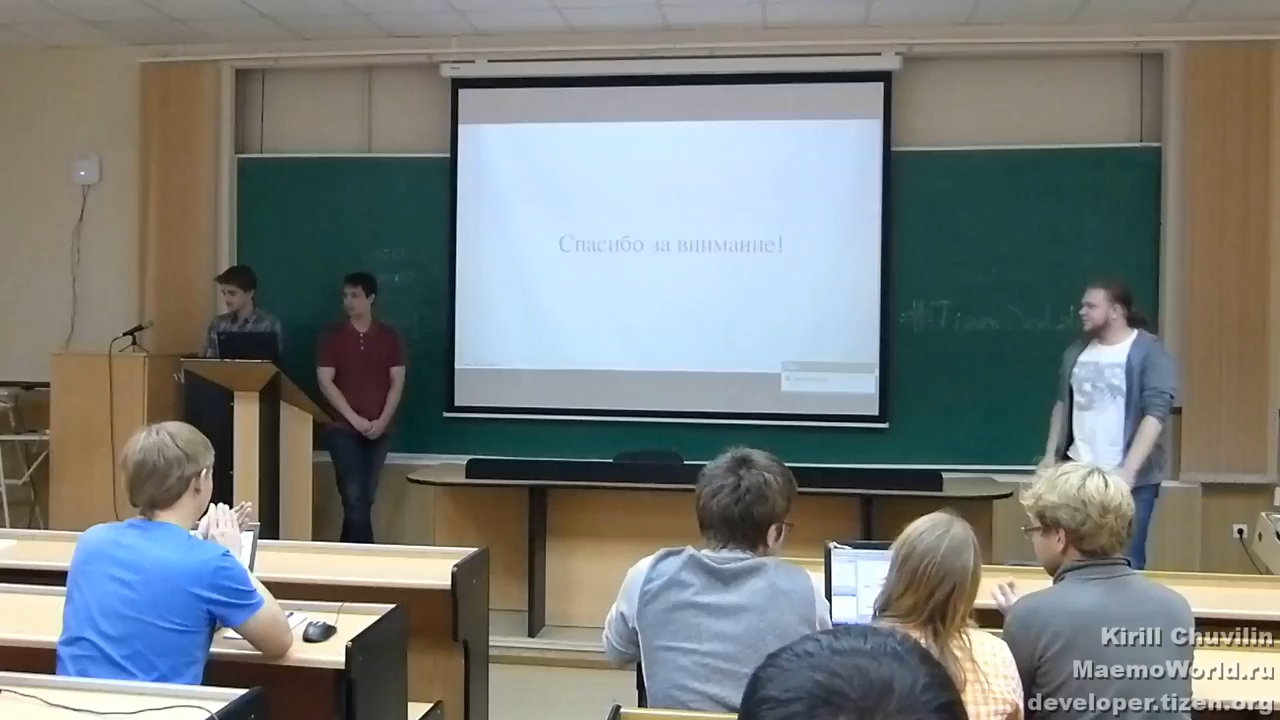 Спасибо за внимание!
Kirill Chuvilin
MaemoWorld.ru
developer.tizen.org